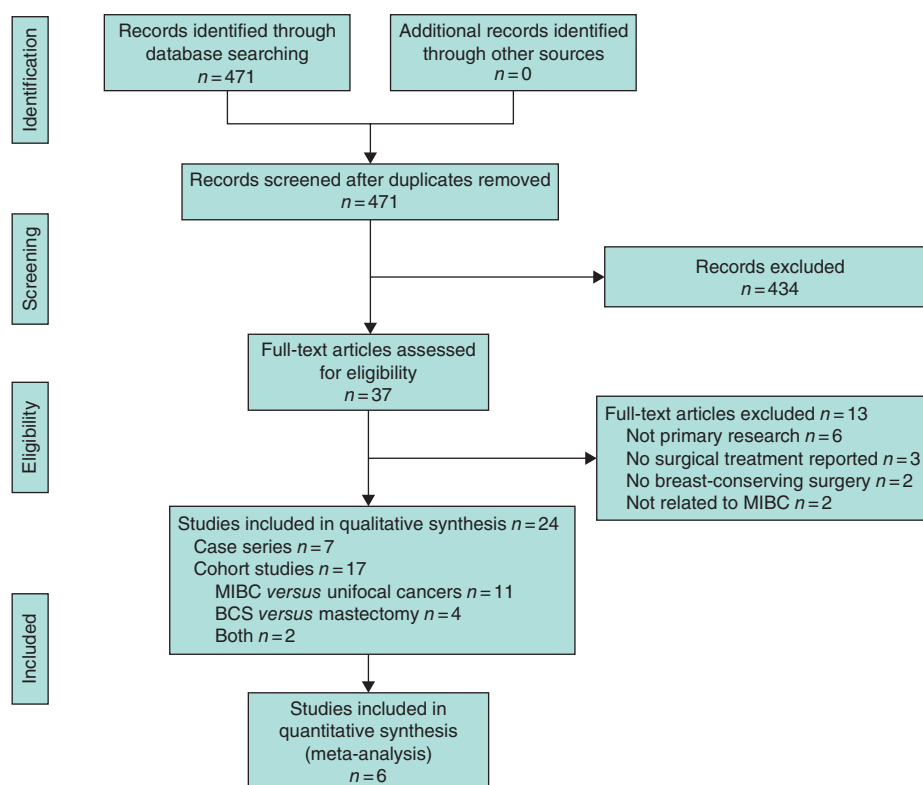 Identification
Records identified through
database searching
n = 471
Additional records identified
through other sources
n = 0
Records screened after duplicates removed
n = 471
Screening
Records excluded
n = 434
Full-text articles assessed
for eligibility
n = 37
Eligibility
Full-text articles excluded n = 13
Not primary research n = 6
No surgical treatment reported n = 3
No breast-conserving surgery n = 2
Not related to MIBC n = 2
Studies included in qualitative synthesis n = 24
Case series n = 7
Cohort studies n = 17
MIBC versus unifocal cancers n = 11
BCS versus mastectomy n = 4
Both n = 2
Included
Studies included in
quantitative synthesis
(meta-analysis)
n = 6